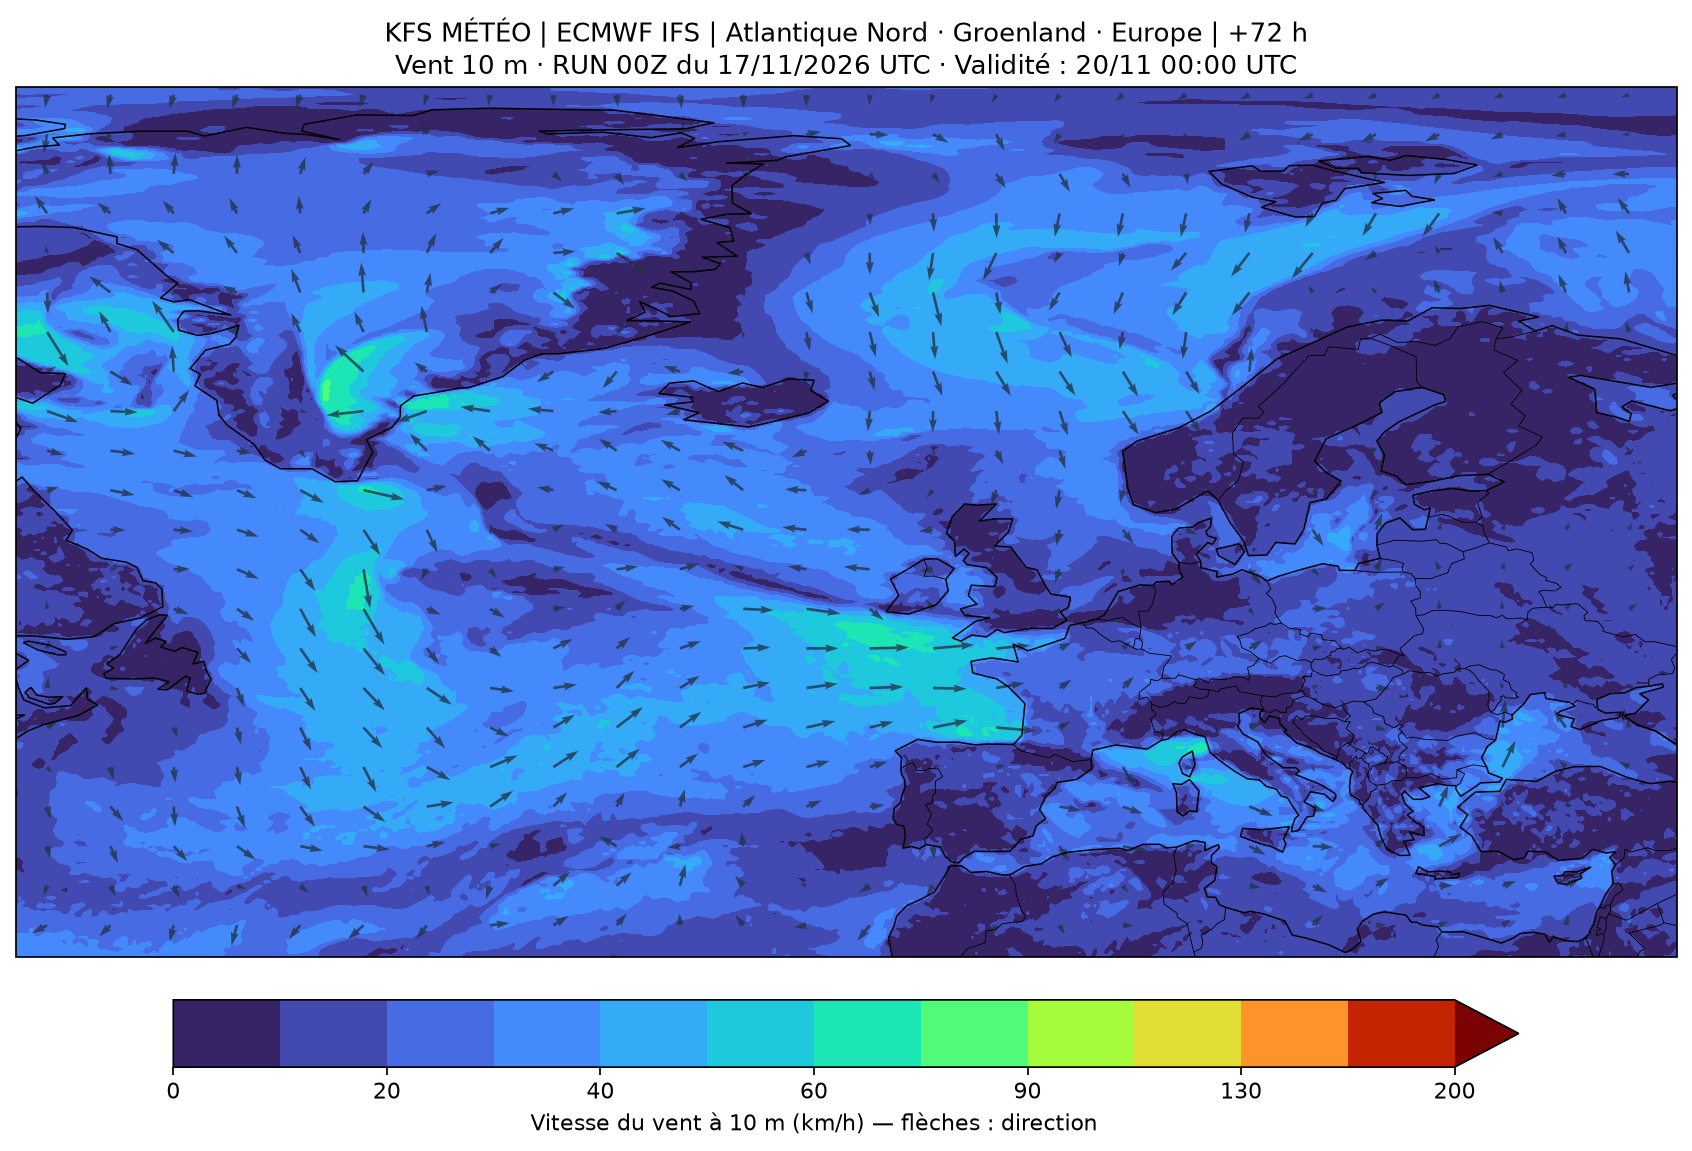 KFS MÉTÉO | ECMWF IFS | Atlantique Nord · Groenland · Europe | +72 h
Vent 10 m · RUN 00Z du 17/11/2026 UTC · Validité : 20/11 00:00 UTC
0 20 40 60 90 130 200
Vitesse du vent à 10 m (km/h) — flèches : direction